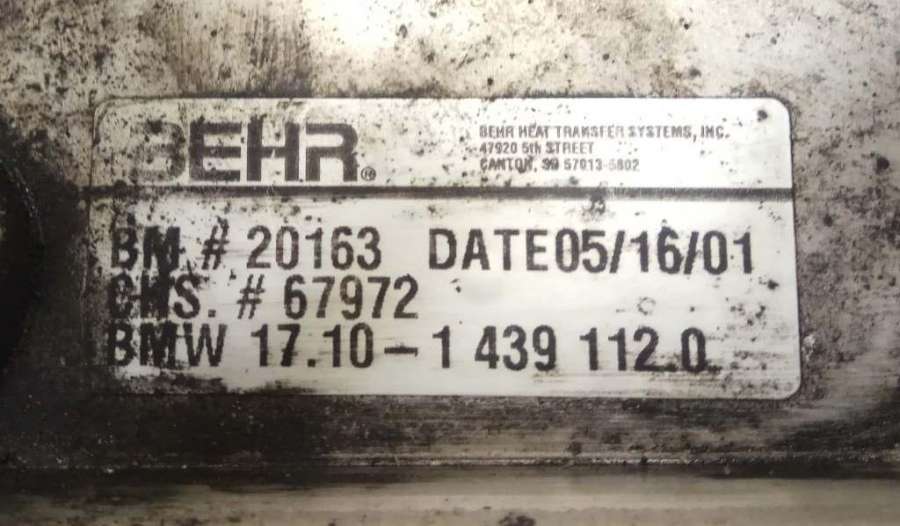 BEHR®
BEHR HEAT TRANSFER SYSTEMS, INC.
47920 5th STREET
CANTON, SD 57013-5802
BM # 20163 DATE05/16/01
CHS. # 67972
BMW 17.10-1 439 112.0